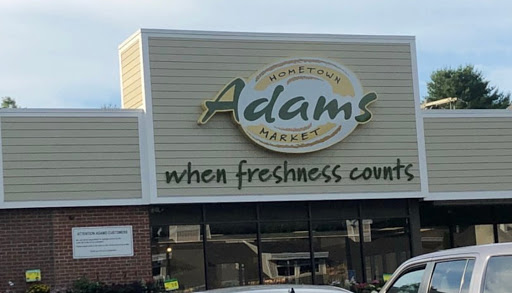 HOMETOWN
Adams
MARKET
when freshness counts
ATTENTION ADAMS CUSTOMERS